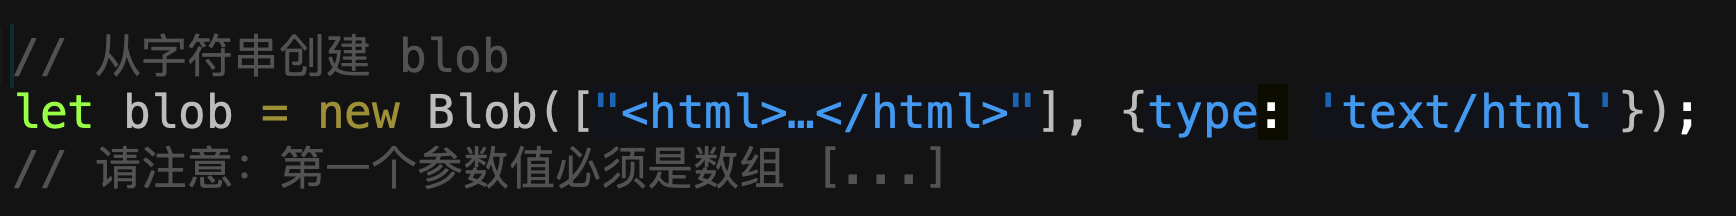 // 从字符串创建 blob
let blob = new Blob(["<html>…</html>"], {type: 'text/html'});
// 请注意：第一个参数值必须是数组 [...]